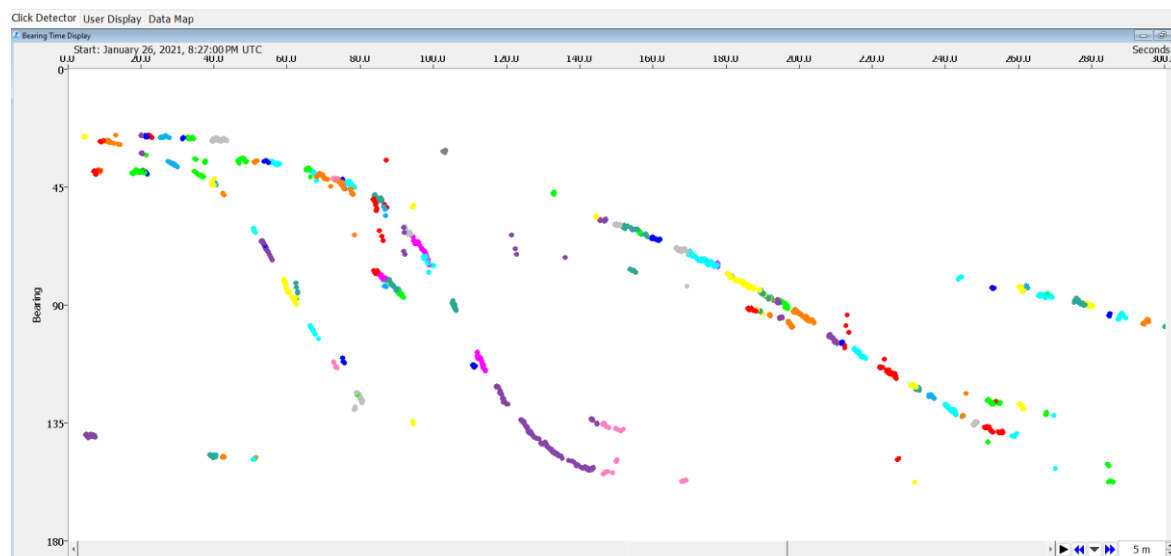 Click Detector User Display Data Map
Bearing Time Display
Start: January 26, 2021, 8:27:00 PM UTC Seconds
0.0 20.0 40.0 60.0 80.0 100.0 120.0 140.0 160.0 180.0 200.0 220.0 240.0 260.0 280.0 300.0
0
45
90
135
180
Bearing
5 m